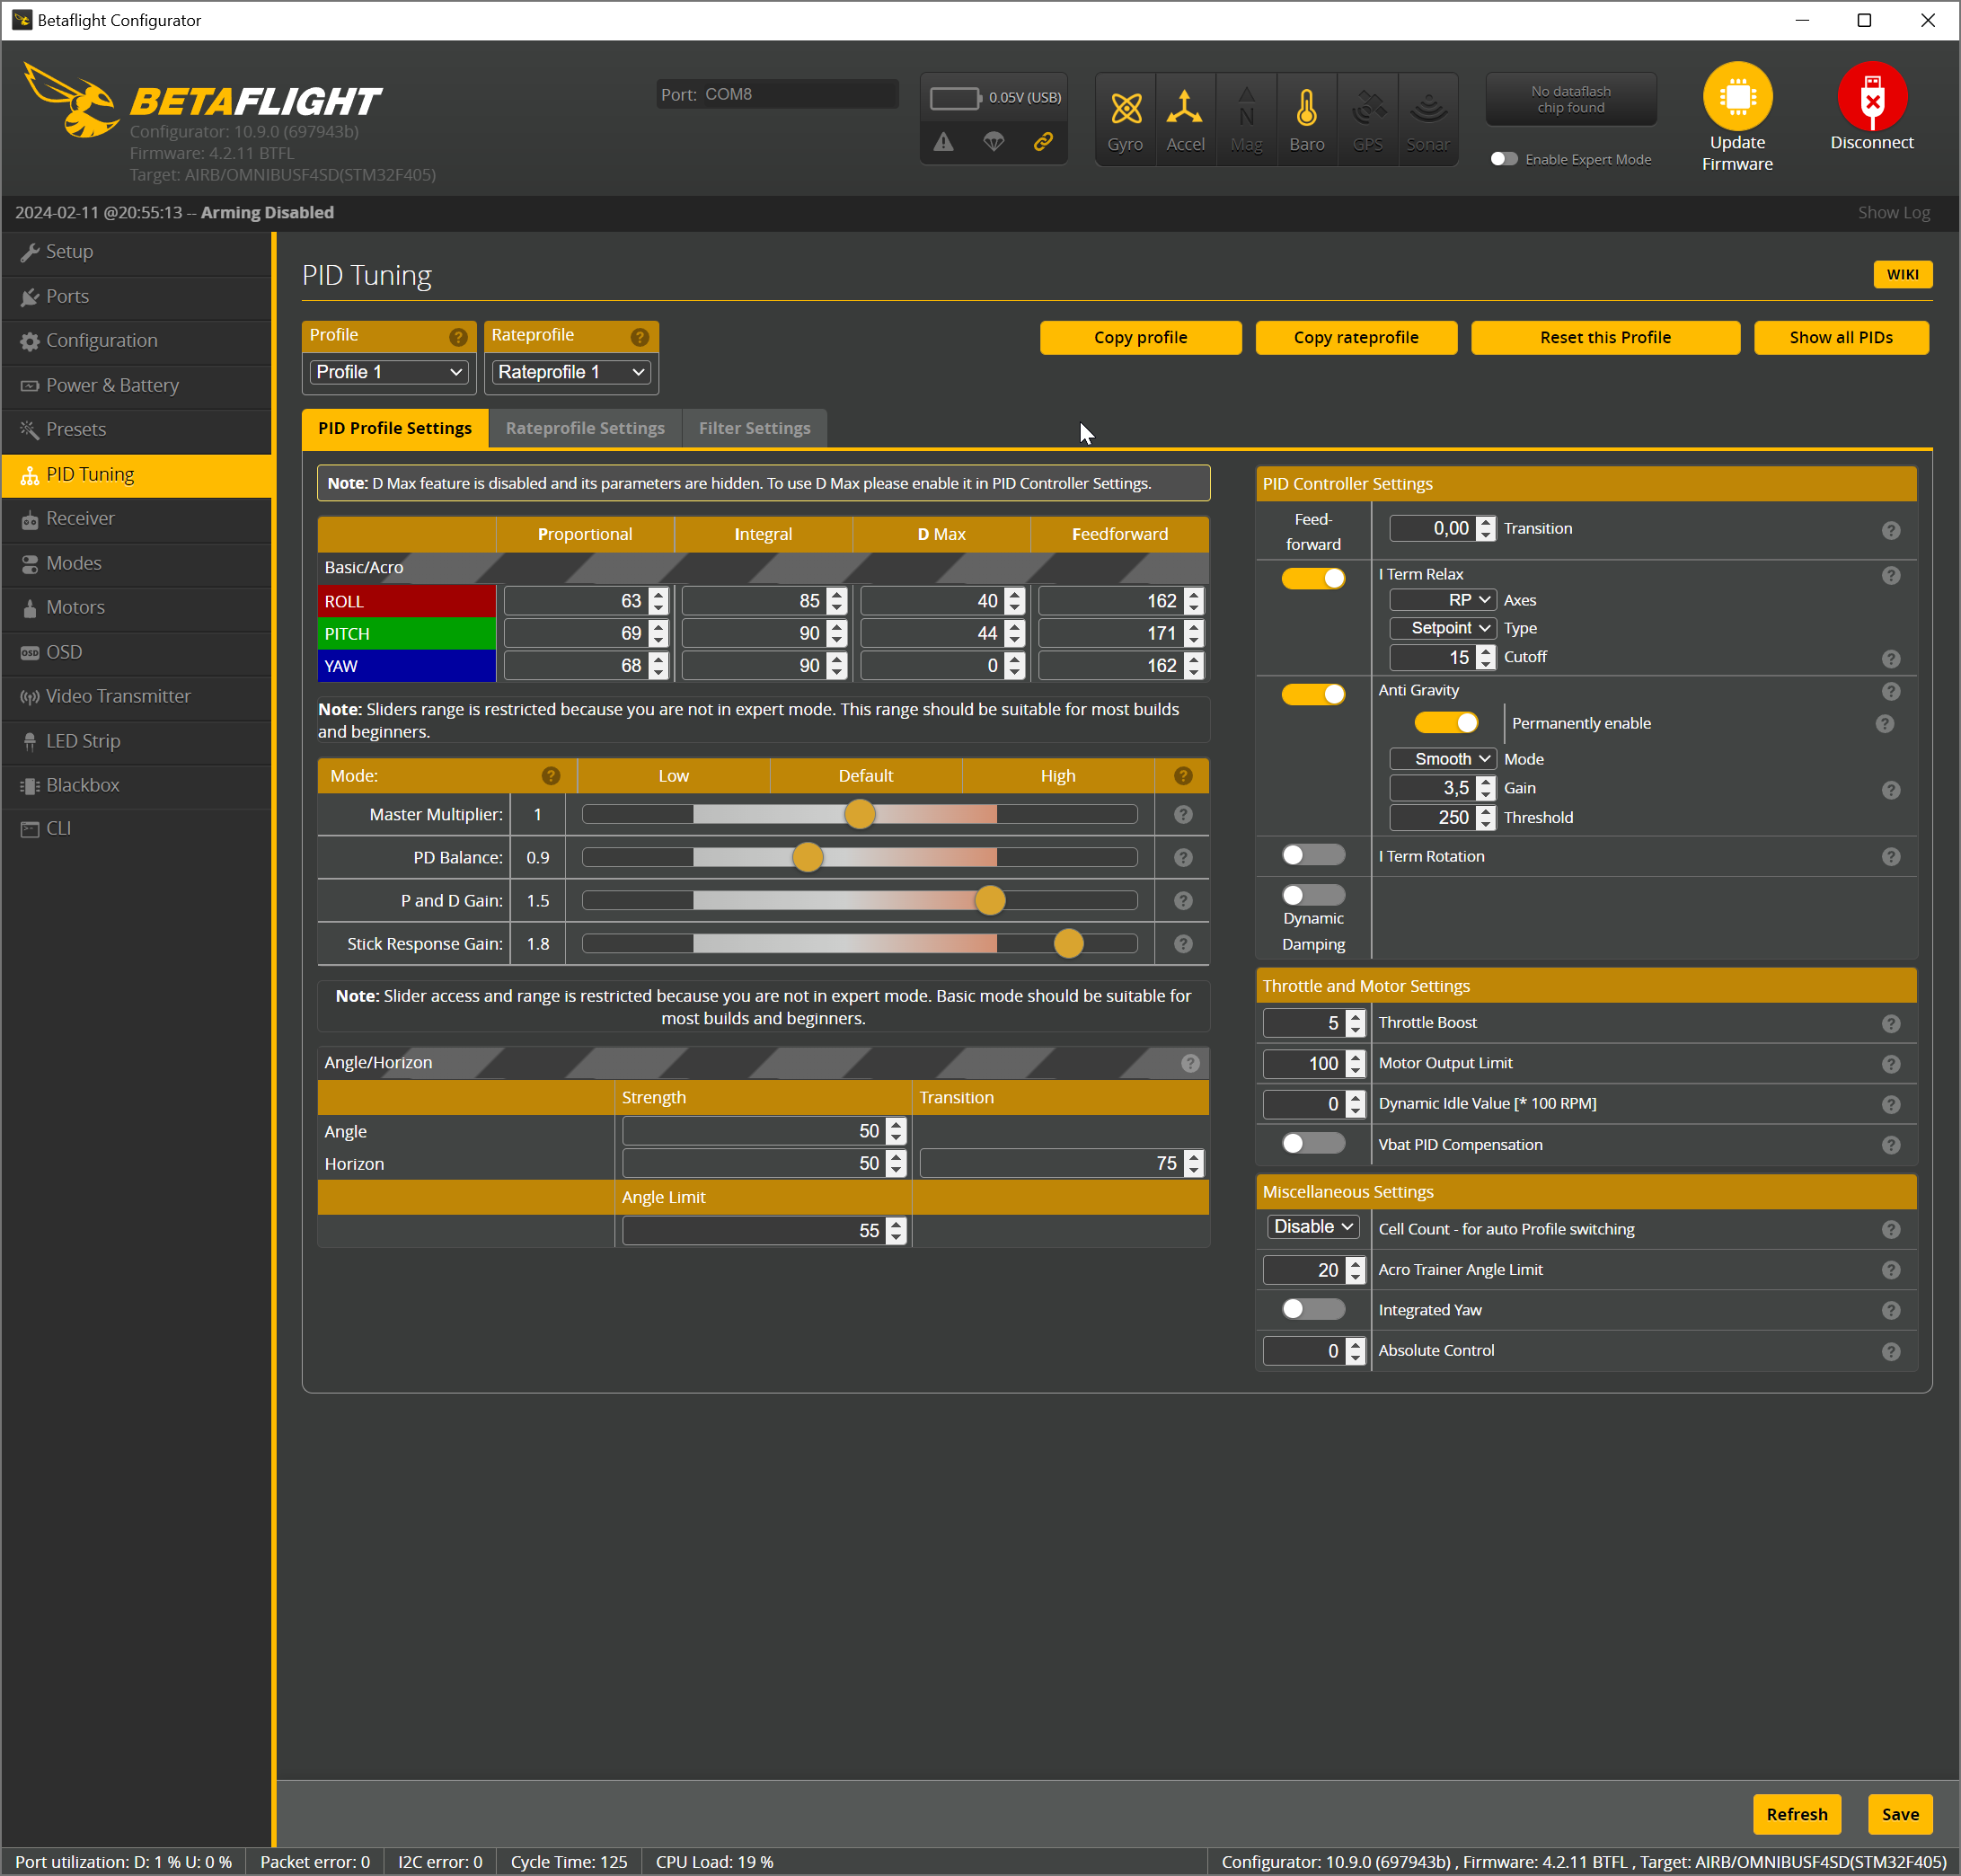 Betaflight Configurator
BETAFLIGHT
Configurator: 10.9.0 (697943b)
Firmware: 4.2.11 BTFL
Target: AIRB/OMNIBUSF4SD(STM32F405)
Port: COM8
0.05V (USB)
Gyro
Accel
N
Mag
Baro
GPS
Sonar
No dataflash
chip found
Enable Expert Mode
Update
Firmware
Disconnect
2024-02-11 @20:55:13 -- Arming Disabled
Show Log
Setup
Ports
Configuration
Power & Battery
Presets
PID Tuning
Receiver
Modes
Motors
OSD OSD
Video Transmitter
LED Strip
Blackbox
CLI
PID Tuning
WIKI
Profile ?
Profile 1
Rateprofile ?
Rateprofile 1
Copy profile
Copy rateprofile
Reset this Profile
Show all PIDs
PID Profile Settings
Rateprofile Settings
Filter Settings
Note: D Max feature is disabled and its parameters are hidden. To use D Max please enable it in PID Controller Settings.
Proportional Integral D Max Feedforward
Basic/Acro
ROLL 63 85 40 162
PITCH 69 90 44 171
YAW 68 90 0 162
Note: Sliders range is restricted because you are not in expert mode. This range should be suitable for most builds
and beginners.
Mode: ? Low Default High ?
Master Multiplier: 1 ?
PD Balance: 0.9 ?
P and D Gain: 1.5 ?
Stick Response Gain: 1.8 ?
Note: Slider access and range is restricted because you are not in expert mode. Basic mode should be suitable for
most builds and beginners.
Angle/Horizon ?
Strength Transition
Angle 50
Horizon 50 75
Angle Limit
55
PID Controller Settings
Feed-
forward
0,00 Transition ?
I Term Relax ?
RP Axes
Setpoint Type
15 Cutoff ?
Anti Gravity ?
Permanently enable ?
Smooth Mode
3,5 Gain ?
250 Threshold
I Term Rotation ?
Dynamic
Damping
Throttle and Motor Settings
5 Throttle Boost ?
100 Motor Output Limit ?
0 Dynamic Idle Value [* 100 RPM] ?
Vbat PID Compensation ?
Miscellaneous Settings
Disable Cell Count - for auto Profile switching ?
20 Acro Trainer Angle Limit ?
Integrated Yaw ?
0 Absolute Control ?
Refresh
Save
Port utilization: D: 1 % U: 0 %
Packet error: 0
I2C error: 0
Cycle Time: 125
CPU Load: 19 %
Configurator: 10.9.0 (697943b) , Firmware: 4.2.11 BTFL , Target: AIRB/OMNIBUSF4SD(STM32F405)